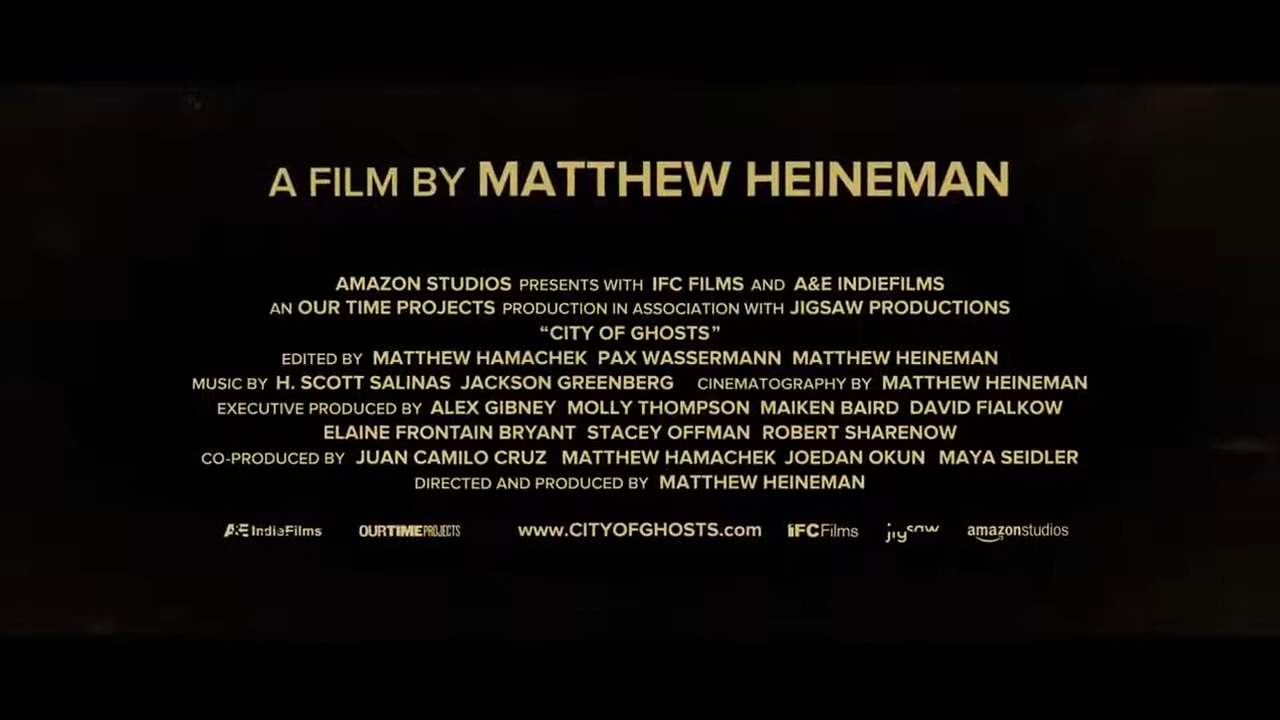 A FILM BY MATTHEW HEINEMAN
AMAZON STUDIOS PRESENTS WITH IFC FILMS AND A&E INDIEFILMS
AN OUR TIME PROJECTS PRODUCTION IN ASSOCIATION WITH JIGSAW PRODUCTIONS
“CITY OF GHOSTS”
EDITED BY MATTHEW HAMACHEK PAX WASSERMANN MATTHEW HEINEMAN
MUSIC BY H. SCOTT SALINAS JACKSON GREENBERG CINEMATOGRAPHY BY MATTHEW HEINEMAN
EXECUTIVE PRODUCED BY ALEX GIBNEY MOLLY THOMPSON MAIKEN BAIRD DAVID FIALKOW
ELAINE FRONTAIN BRYANT STACEY OFFMAN ROBERT SHARENOW
CO-PRODUCED BY JUAN CAMILO CRUZ MATTHEW HAMACHEK JOEDAN OKUN MAYA SEIDLER
DIRECTED AND PRODUCED BY MATTHEW HEINEMAN
A&E IndieFilms OURTIMEPROJECTS www.CITYOFGHOSTS.com IFCFilms jigsaw amazonstudios